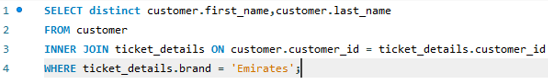 1 SELECT distinct customer.first_name,customer.last_name
2 FROM customer
3 INNER JOIN ticket_details ON customer.customer_id = ticket_details.customer_id
4 WHERE ticket_details.brand = 'Emirates';